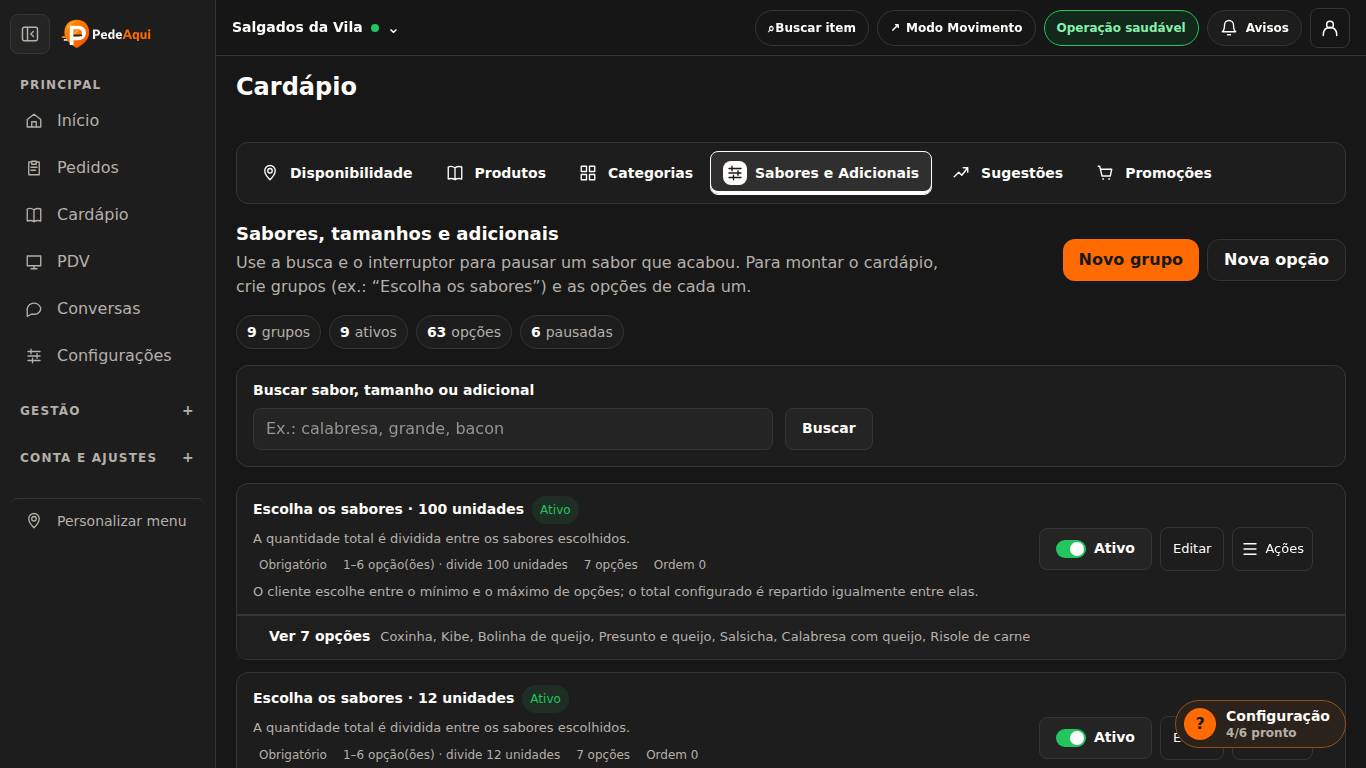 PedeAqui
PRINCIPAL
Início
Pedidos
Cardápio
PDV
Conversas
Configurações
GESTÃO +
CONTA E AJUSTES +
Personalizar menu
Salgados da Vila
Buscar item
Modo Movimento
Operação saudável
Avisos
Cardápio
Disponibilidade
Produtos
Categorias
Sabores e Adicionais
Sugestões
Promoções
Sabores, tamanhos e adicionais
Use a busca e o interruptor para pausar um sabor que acabou. Para montar o cardápio,
crie grupos (ex.: “Escolha os sabores”) e as opções de cada um.
Novo grupo
Nova opção
9 grupos
9 ativos
63 opções
6 pausadas
Buscar sabor, tamanho ou adicional
Ex.: calabresa, grande, bacon
Buscar
Escolha os sabores · 100 unidades Ativo
A quantidade total é dividida entre os sabores escolhidos.
Obrigatório 1–6 opção(ões) · divide 100 unidades 7 opções Ordem 0
O cliente escolhe entre o mínimo e o máximo de opções; o total configurado é repartido igualmente entre elas.
Ativo
Editar
Ações
Ver 7 opções Coxinha, Kibe, Bolinha de queijo, Presunto e queijo, Salsicha, Calabresa com queijo, Risole de carne
Escolha os sabores · 12 unidades Ativo
A quantidade total é dividida entre os sabores escolhidos.
Obrigatório 1–6 opção(ões) · divide 12 unidades 7 opções Ordem 0
Ativo
?
Configuração
4/6 pronto